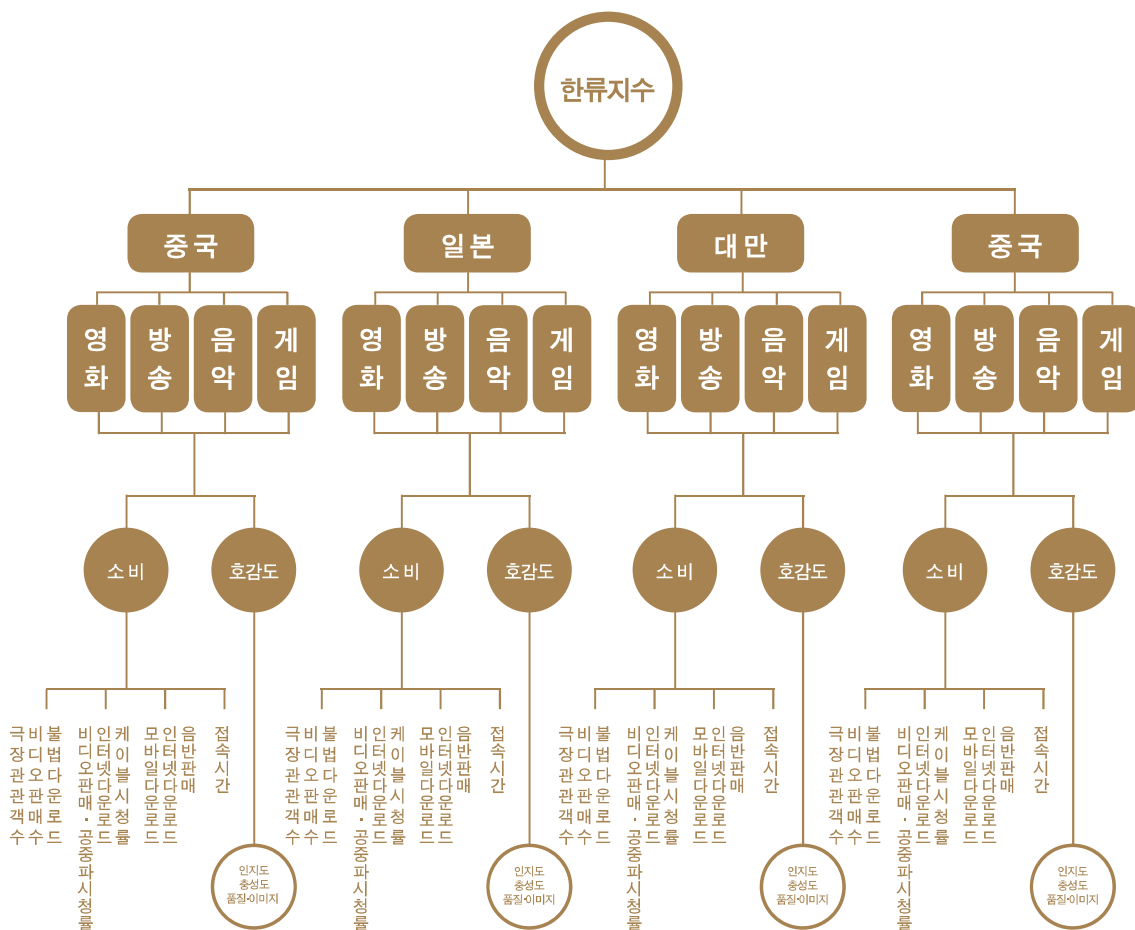 한류지수
중국
일본
대만
중국
영화
방송
음악
게임
영화
방송
음악
게임
영화
방송
음악
게임
영화
방송
음악
게임
소비
호감도
소비
호감도
소비
호감도
소비
호감도
극장관관객수
비디오판매수
불법다운로드
비디오판매·공중파시청률
인터넷다운로드
케이블시청률
모바일다운로드
인터넷다운로드
음반판매
접속시간
극장관관객수
비디오판매수
불법다운로드
비디오판매·공중파시청률
인터넷다운로드
케이블시청률
모바일다운로드
인터넷다운로드
음반판매
접속시간
극장관관객수
비디오판매수
불법다운로드
비디오판매·공중파시청률
인터넷다운로드
케이블시청률
모바일다운로드
인터넷다운로드
음반판매
접속시간
극장관관객수
비디오판매수
불법다운로드
비디오판매·공중파시청률
인터넷다운로드
케이블시청률
모바일다운로드
인터넷다운로드
음반판매
접속시간
인지도
충성도
품질·이미지
인지도
충성도
품질·이미지
인지도
충성도
품질·이미지
인지도
충성도
품질·이미지